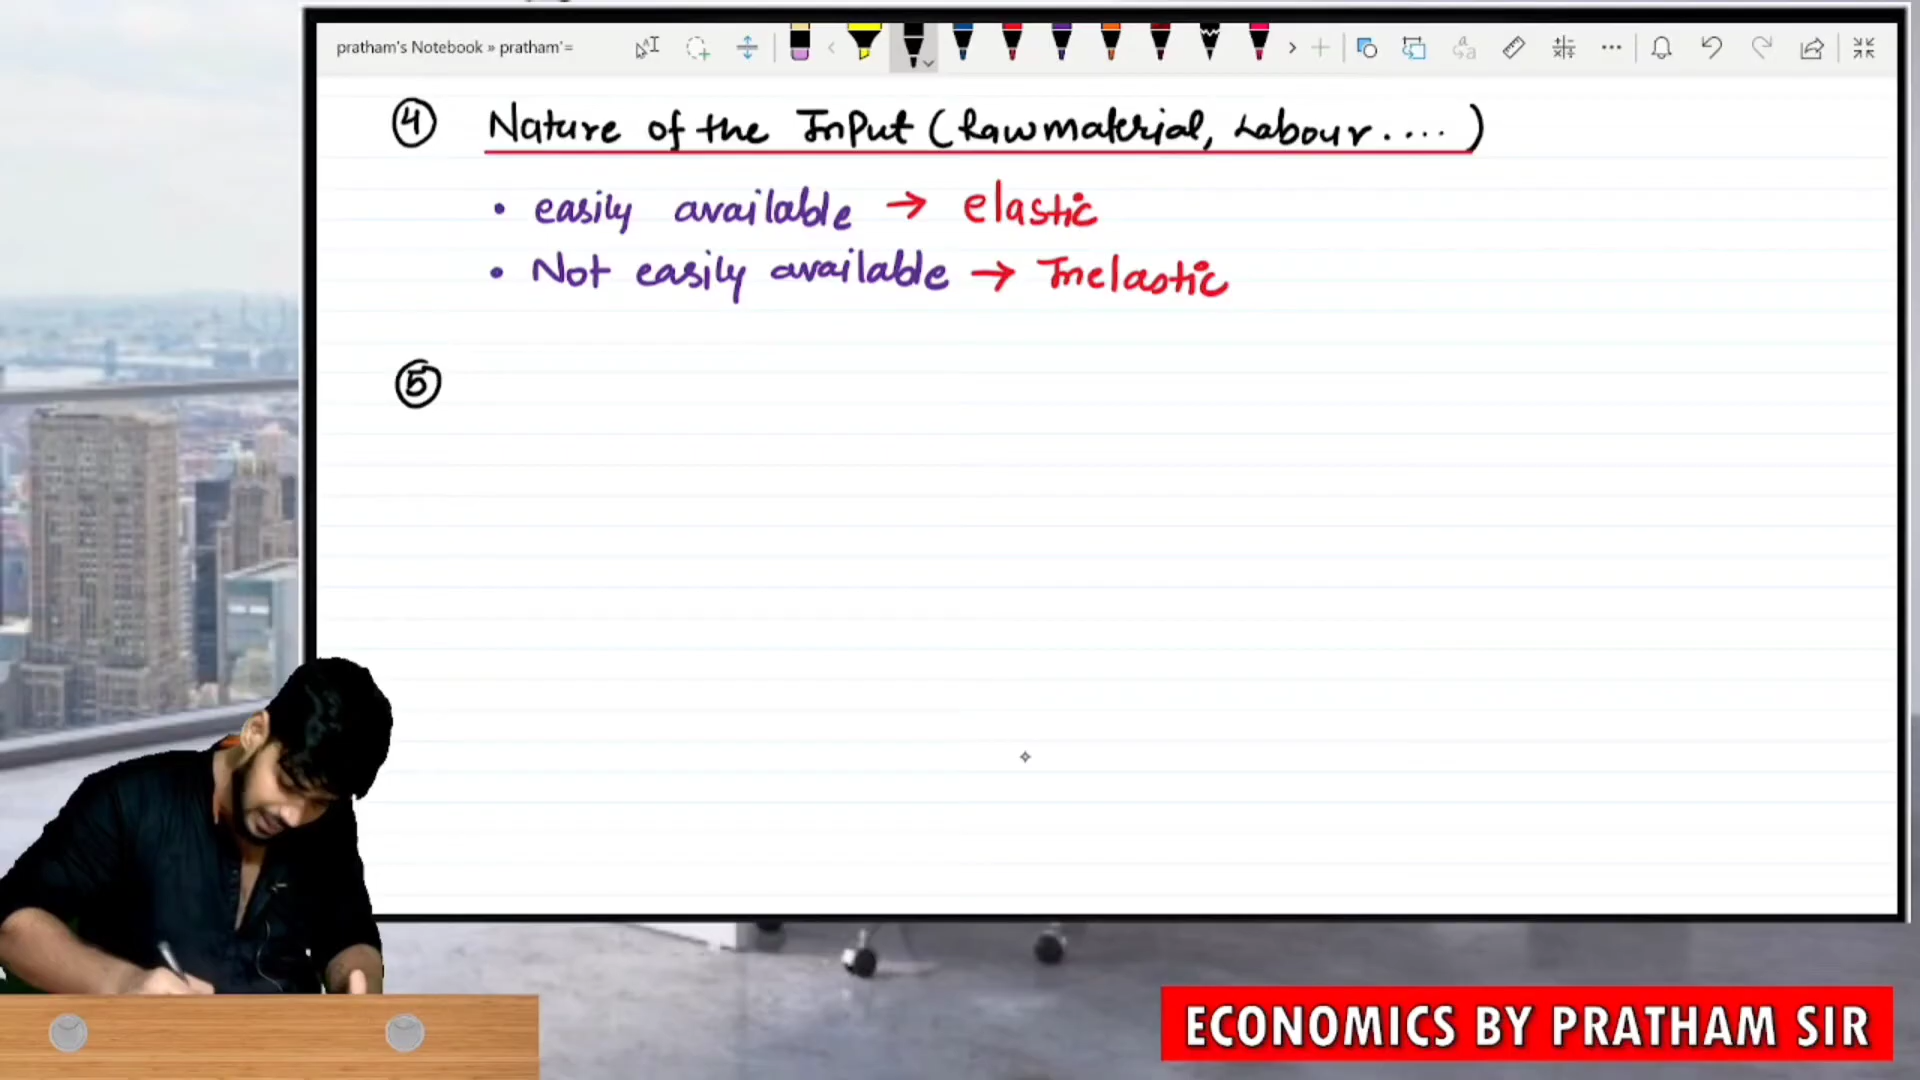 pratham's Notebook » pratham'=
④ Nature of the Input (Rawmaterial, Labour.... )
• easily available → elastic
• Not easily available → Inelastic
⑤
ECONOMICS BY PRATHAM SIR